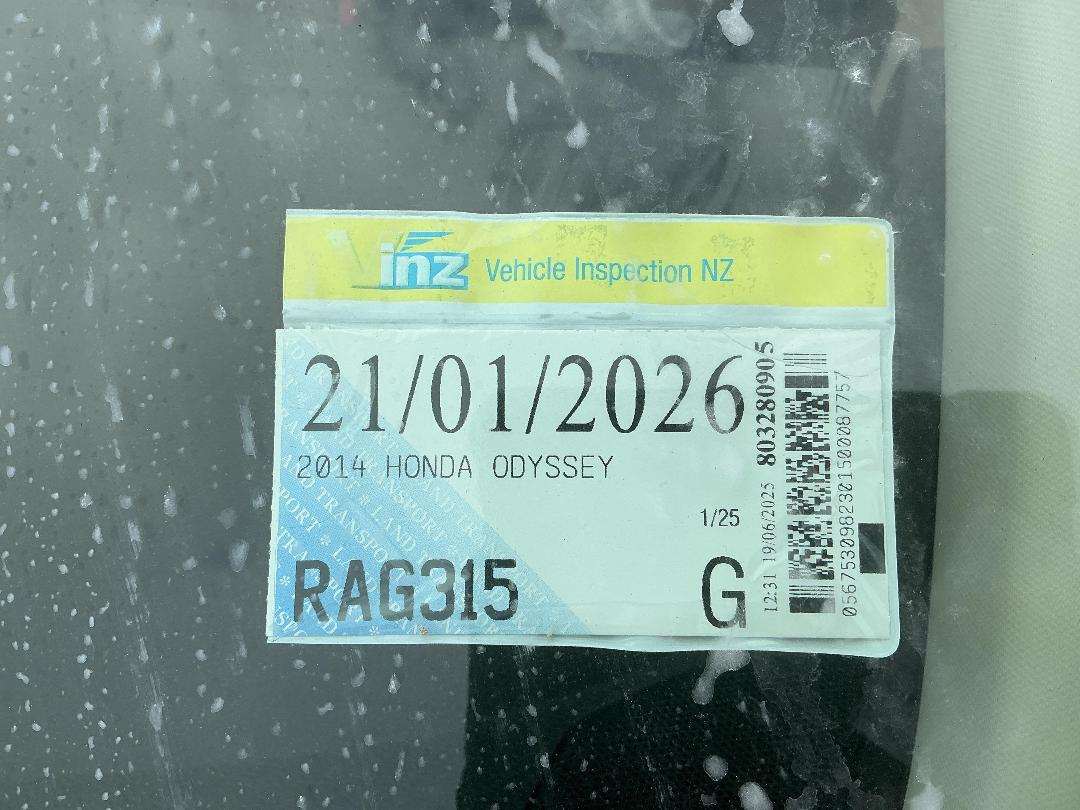 inz Vehicle Inspection NZ
21/01/2026
2014 HONDA ODYSSEY
1/25
RAG315
G
12:31 19/06/2025 803280905
0567530982301500087757